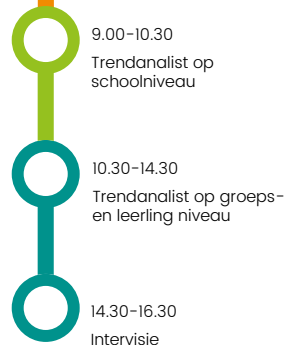 9.00-10.30
Trendanalist op
schoolniveau
10.30-14.30
Trendanalist op groeps-
en leerling niveau
14.30-16.30
Intervisie